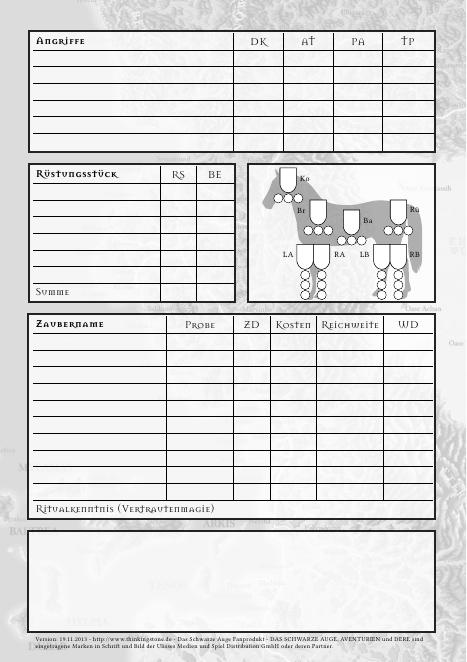 Angriffe DK AT PA TP
Rüstungsstück RS BE
Summe
Ko
Br
Rü
Ba
LA RA LB RB
Zaubername Probe ZD Kosten Reichweite WD
Ritualkenntnis (Vertrautenmagie)
Version: 19.11.2013 - http://www.thinkingstone.de - Das Schwarze Auge Fanprodukt - DAS SCHWARZE AUGE, AVENTURIEN und DERE sind
eingetragene Marken in Schrift und Bild der Ulisses Medien und Spiel Distribution GmbH oder deren Partner.